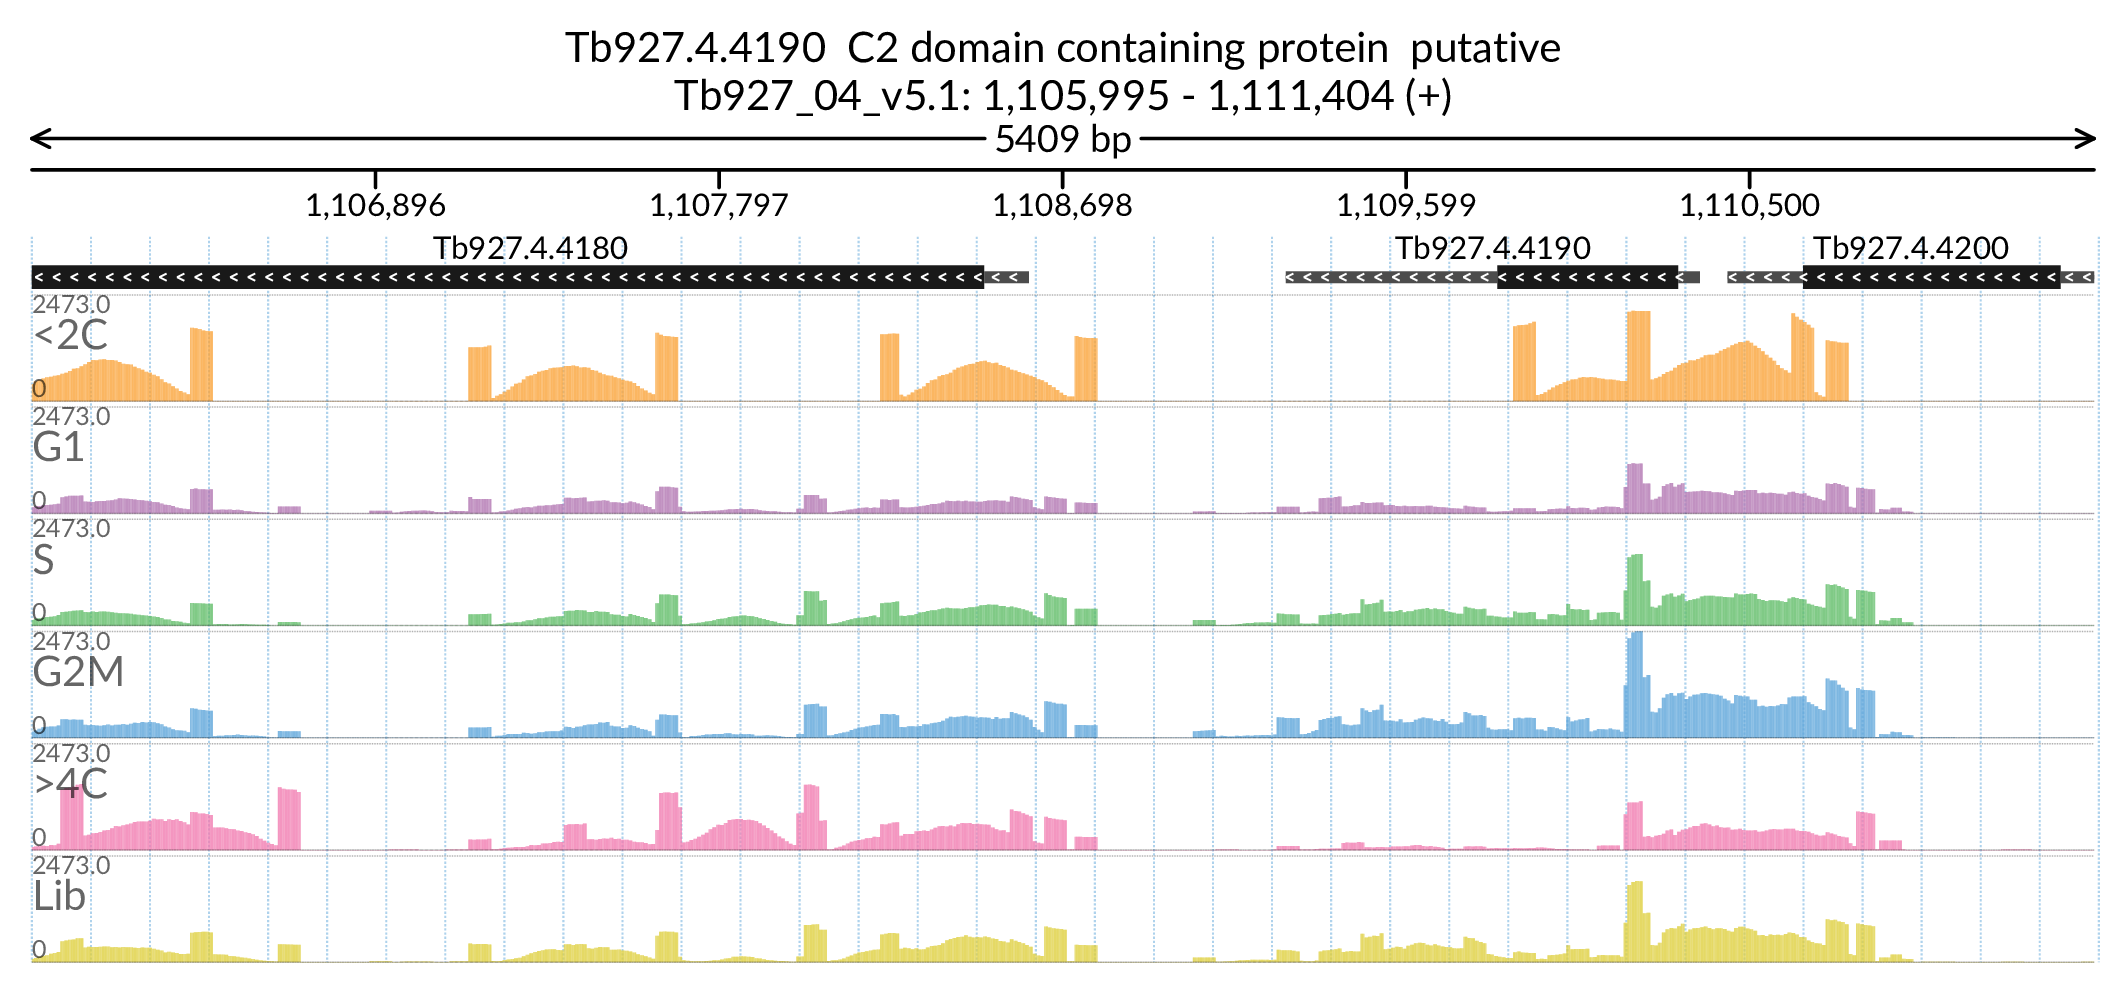 Tb927.4.4190  C2 domain containing protein  putative
Tb927_04_v5.1: 1,105,995 - 1,111,404 (+)
5409 bp
1,106,896 1,107,797 1,108,698 1,109,599 1,110,500
Tb927.4.4180 Tb927.4.4190 Tb927.4.4200
2473.0
<2C
0
2473.0
G1
0
2473.0
S
0
2473.0
G2M
0
2473.0
>4C
0
2473.0
Lib
0